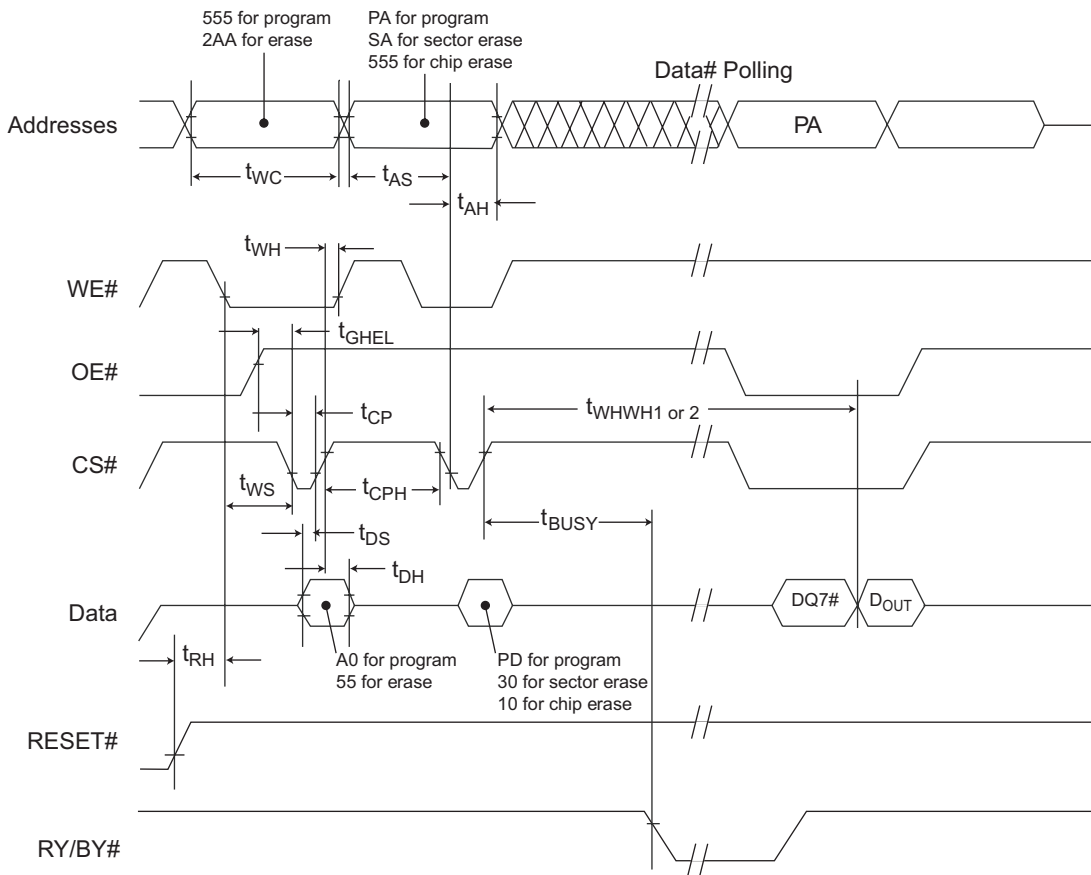 555 for program
2AA for erase
PA for program
SA for sector erase
555 for chip erase
Data# Polling
Addresses
PA
tWC
tAS
tAH
tWH
WE#
tGHEL
OE#
tWHWH1 or 2
tCP
CS#
tWS
tCPH
tBUSY
tDS
tDH
Data
DQ7#
DOUT
tRH
A0 for program
55 for erase
PD for program
30 for sector erase
10 for chip erase
RESET#
RY/BY#